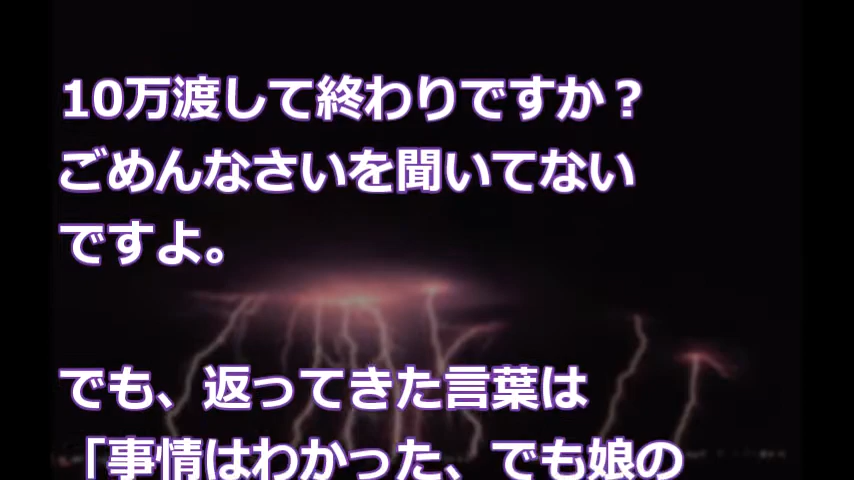 10万渡して終わりですか？
ごめんなさいを聞いてない
ですよ。
でも、返ってきた言葉は
「事情はわかった、でも娘の